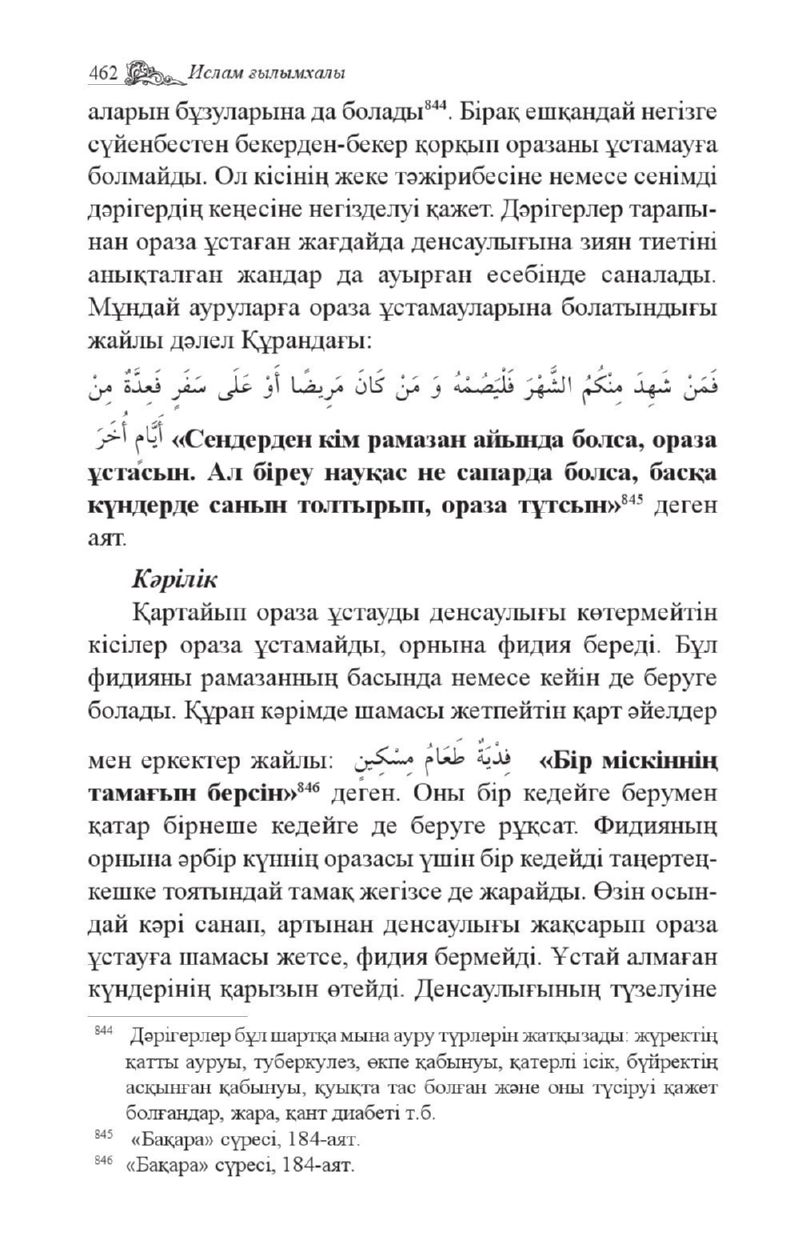 462 Ислам ғылымхалы
аларын бұзуларына да болады⁸⁴⁴. Бірақ ешқандай негізге
сүйенбестен бекерден-бекер қорқып оразаны ұстамауға
болмайды. Ол кісінің жеке тәжірибесіне немесе сенімді
дәрігердің кеңесіне негізделуі қажет. Дәрігерлер тарапы-
нан ораза ұстаған жағдайда денсаулығына зиян тиетіні
анықталған жандар да ауырған есебінде саналады.
Мұндай ауруларға ораза ұстамауларына болатындығы
жайлы дәлел Құрандағы:
فَمَنْ شَهِدَ مِنْكُمُ الشَّهْرَ فَلْيَصُمْهُ وَ مَنْ كَانَ مَرِيضًا أَوْ عَلَى سَفَرٍ فَعِدَّةٌ مِنْ
أَيَّامٍ أُخَرَ «Сендерден кім рамазан айында болса, ораза
ұстасын. Ал біреу науқас не сапарда болса, басқа
күндерде санын толтырып, ораза тұтсын»⁸⁴⁵ деген
аят.
Кәрілік
Қартайып ораза ұстауды денсаулығы көтермейтін
кісілер ораза ұстамайды, орнына фидия береді. Бұл
фидияны рамазанның басында немесе кейін де беруге
болады. Құран кәрімде шамасы жетпейтін қарт әйелдер
мен еркектер жайлы: فِدْيَةٌ طَعَامُ مِسْكِينٍ «Бір міскіннің
тамағын берсін»⁸⁴⁶ деген. Оны бір кедейге берумен
қатар бірнеше кедейге де беруге рұқсат. Фидияның
орнына әрбір күннің оразасы үшін бір кедейді таңертең-
кешке тоятындай тамақ жегізсе де жарайды. Өзін осын-
дай кәрі санап, артынан денсаулығы жақсарып ораза
ұстауға шамасы жетсе, фидия бермейді. Ұстай алмаған
күндерінің қарызын өтейді. Денсаулығының түзелуіне
⁸⁴⁴ Дәрігерлер бұл шартқа мына ауру түрлерін жатқызады: жүректің
қатты ауруы, туберкулез, өкпе қабынуы, қатерлі ісік, бүйректің
асқынған қабынуы, қуықта тас болған және оны түсіруі қажет
болғандар, жара, қант диабеті т.б.
⁸⁴⁵ «Бақара» сүресі, 184-аят.
⁸⁴⁶ «Бақара» сүресі, 184-аят.